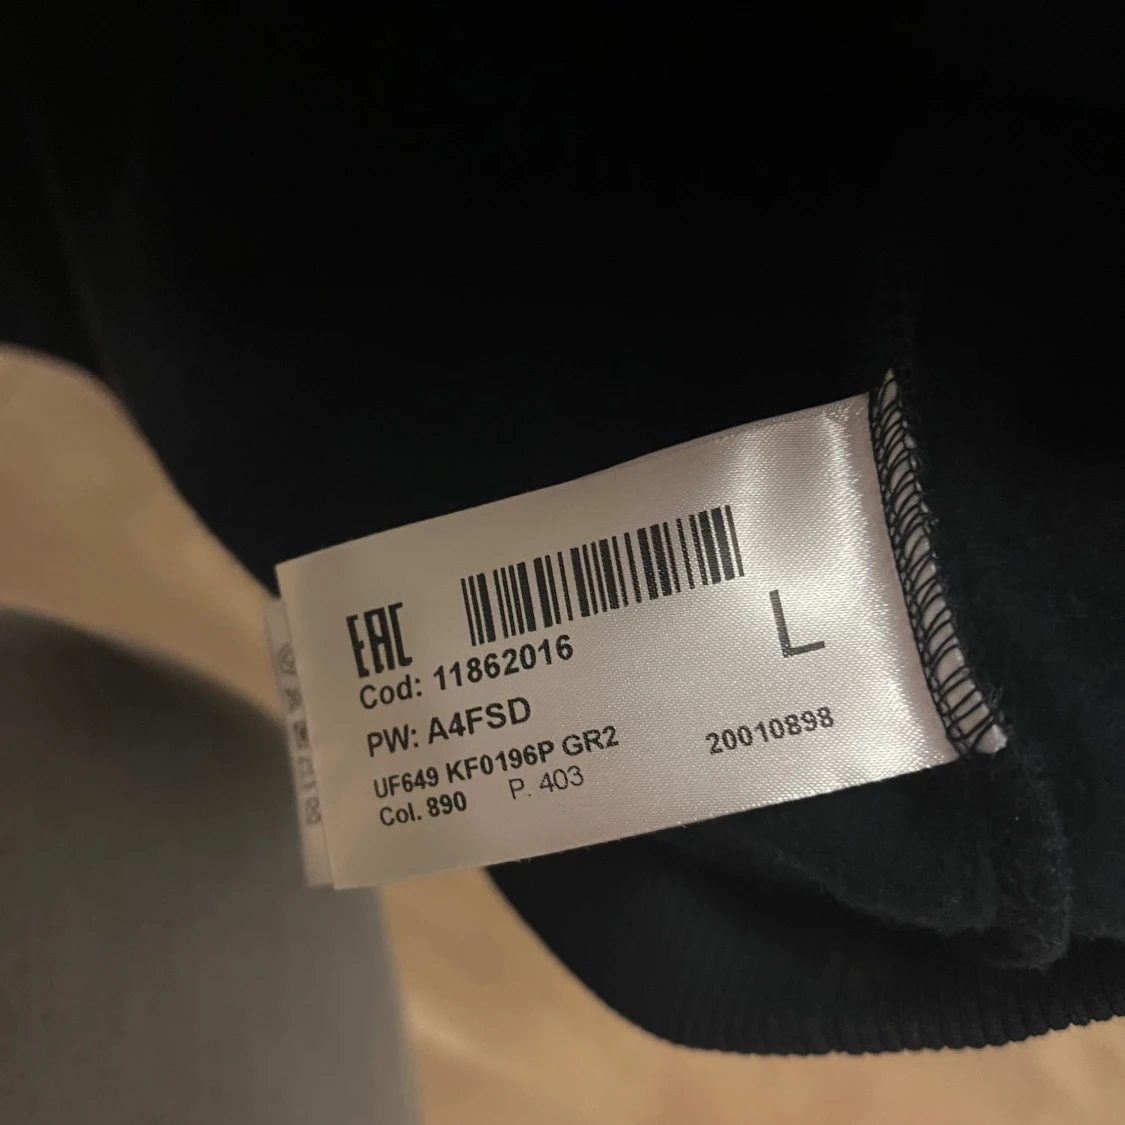 EAC
Cod: 11862016
L
PW: A4FSD
UF649 KF0196P GR2 20010898
Col. 890 P. 403